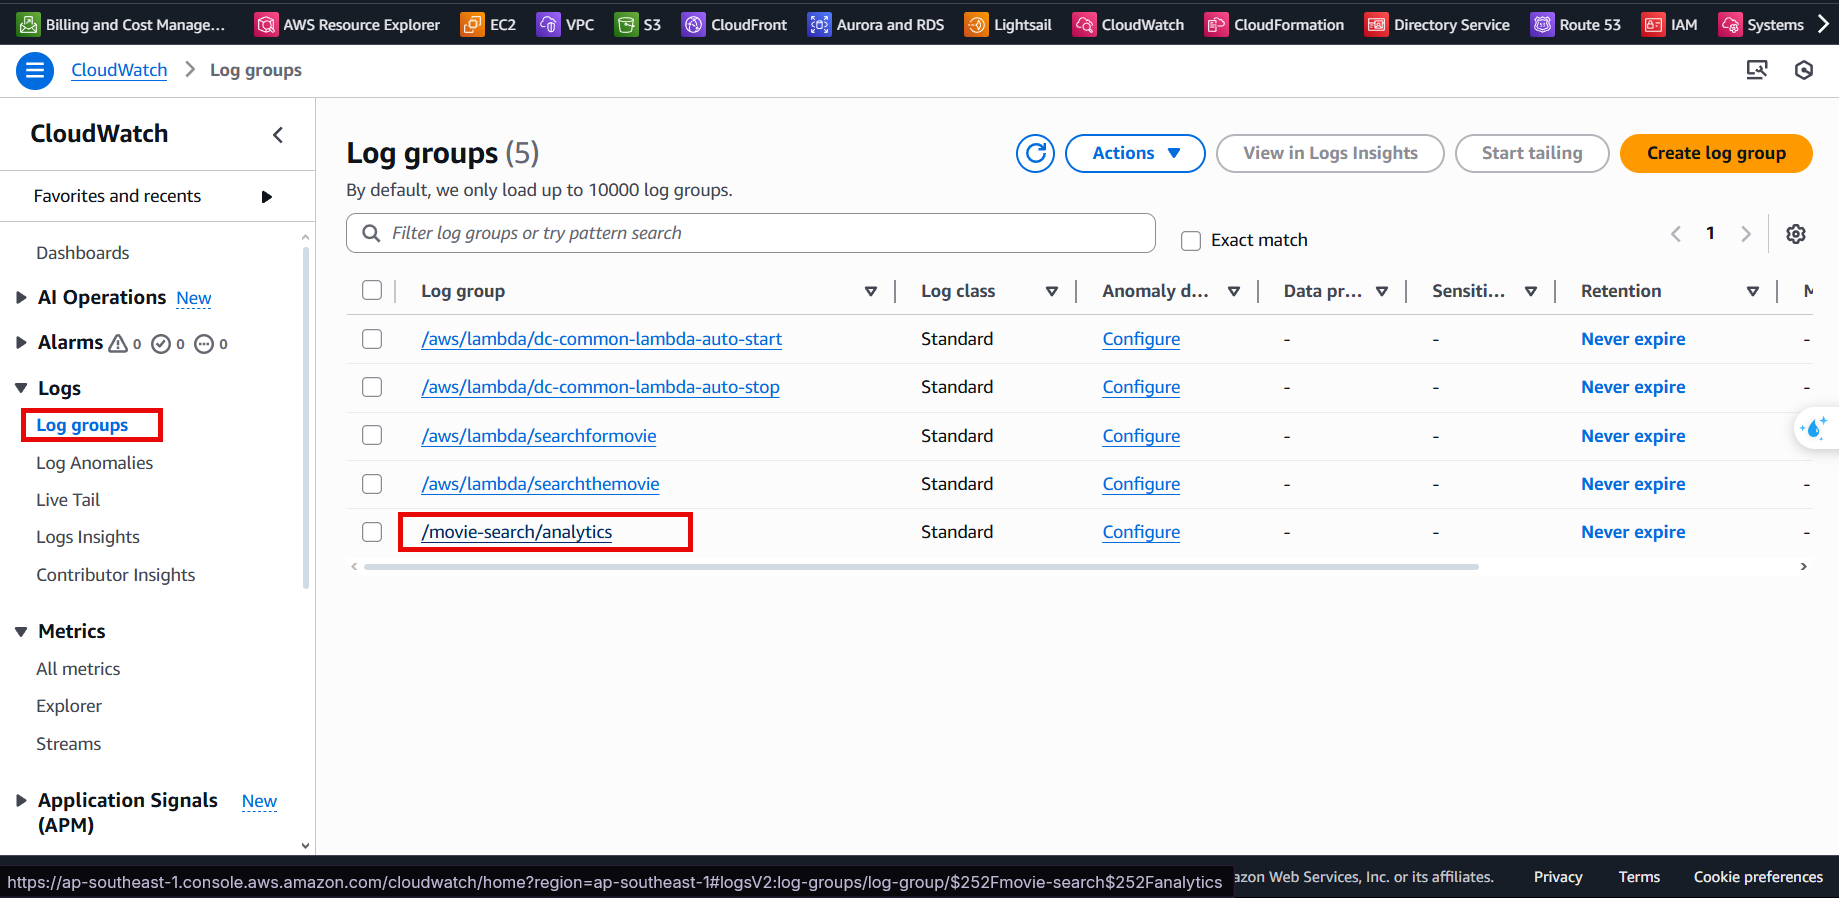 Billing and Cost Manage... AWS Resource Explorer EC2 VPC S3 CloudFront Aurora and RDS Lightsail CloudWatch CloudFormation Directory Service Route 53 IAM Systems
CloudWatch Log groups
CloudWatch
Favorites and recents
Dashboards
AI Operations New
Alarms 0 0 0
Logs
Log groups
Log Anomalies
Live Tail
Logs Insights
Contributor Insights
Metrics
All metrics
Explorer
Streams
Application Signals New
(APM)
Log groups (5)
Actions View in Logs Insights Start tailing Create log group
By default, we only load up to 10000 log groups.
Filter log groups or try pattern search
Exact match
1
Log group Log class Anomaly d... Data pr... Sensiti... Retention
/aws/lambda/dc-common-lambda-auto-start Standard Configure - - Never expire -
/aws/lambda/dc-common-lambda-auto-stop Standard Configure - - Never expire -
/aws/lambda/searchformovie Standard Configure - - Never expire -
/aws/lambda/searchthemovie Standard Configure - - Never expire -
/movie-search/analytics Standard Configure - - Never expire -
https://ap-southeast-1.console.aws.amazon.com/cloudwatch/home?region=ap-southeast-1#logsV2:log-groups/log-group/$252Fmovie-search$252Fanalytics
azon Web Services, Inc. or its affiliates. Privacy Terms Cookie preferences